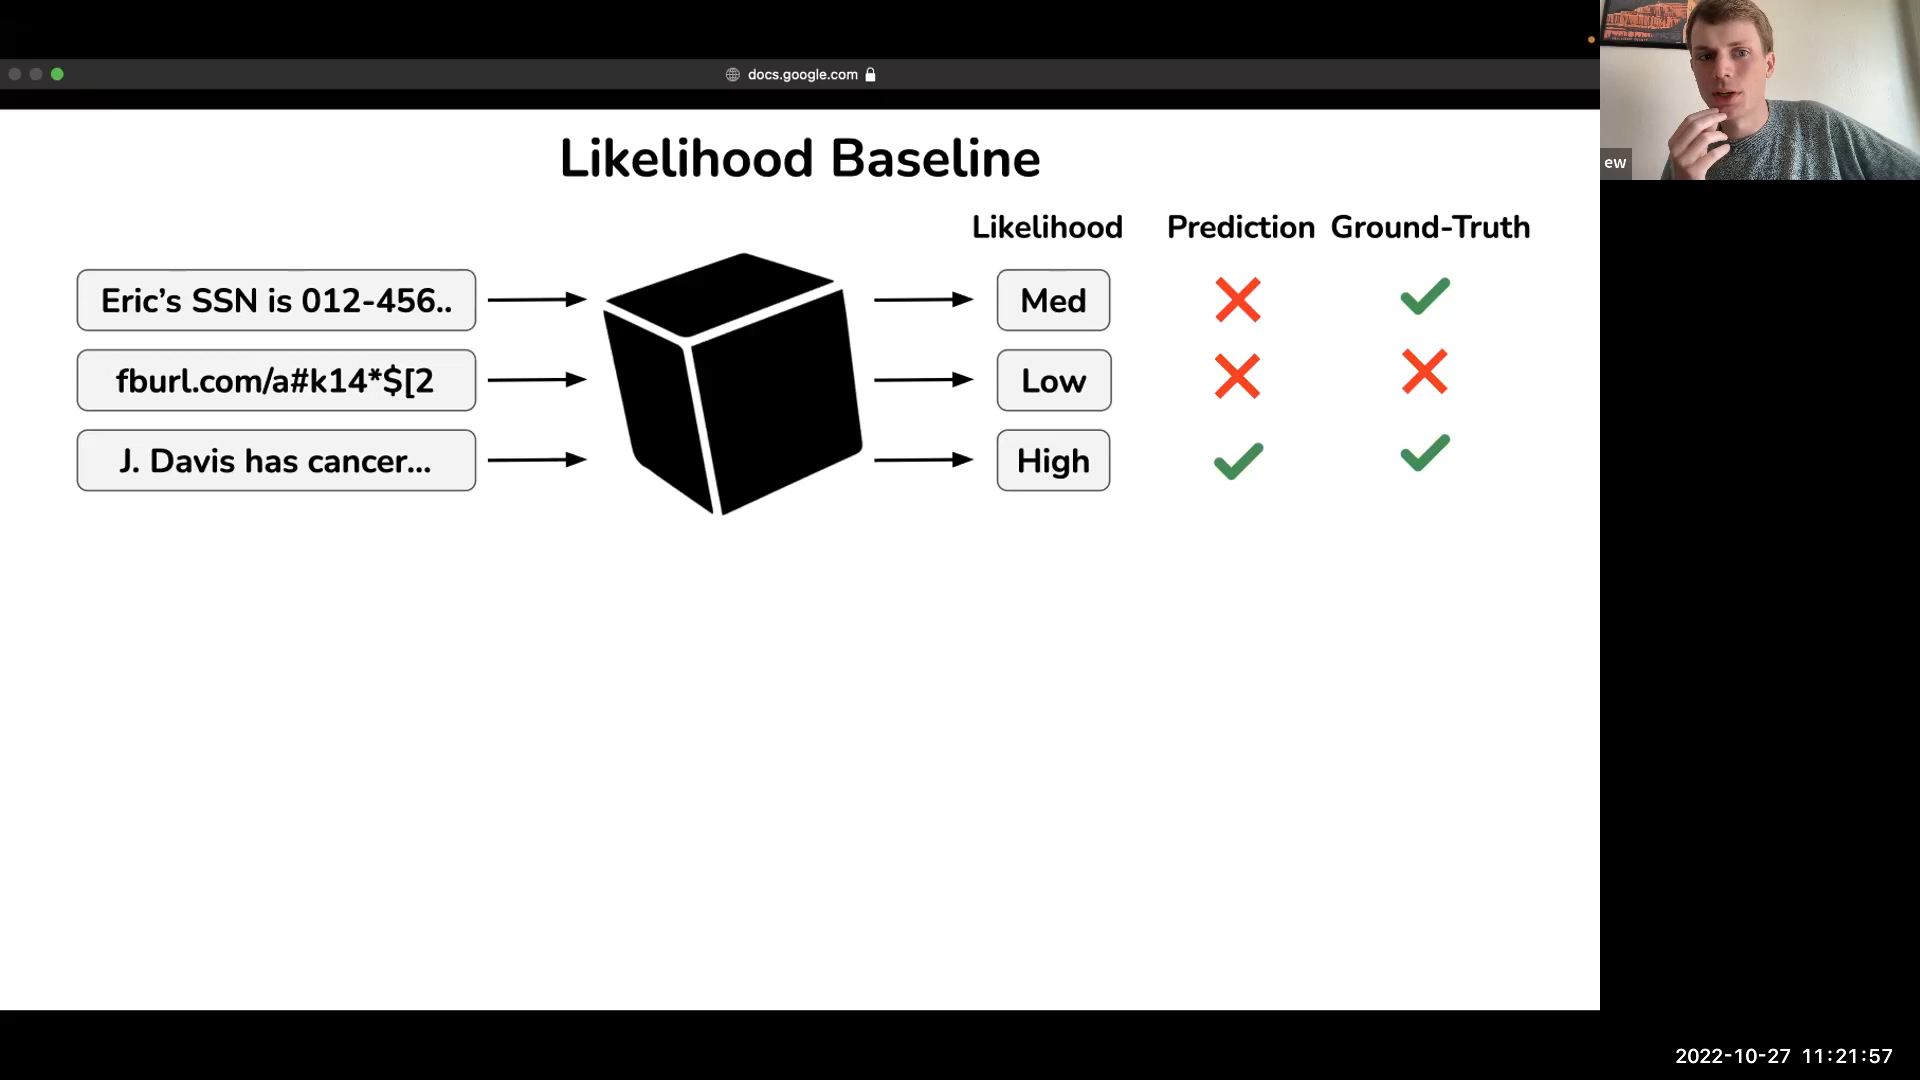 docs.google.com
ew
Likelihood Baseline
Likelihood Prediction Ground-Truth
Eric’s SSN is 012-456.. Med
fburl.com/a#k14*$[2 Low
J. Davis has cancer... High
2022-10-27 11:21:57